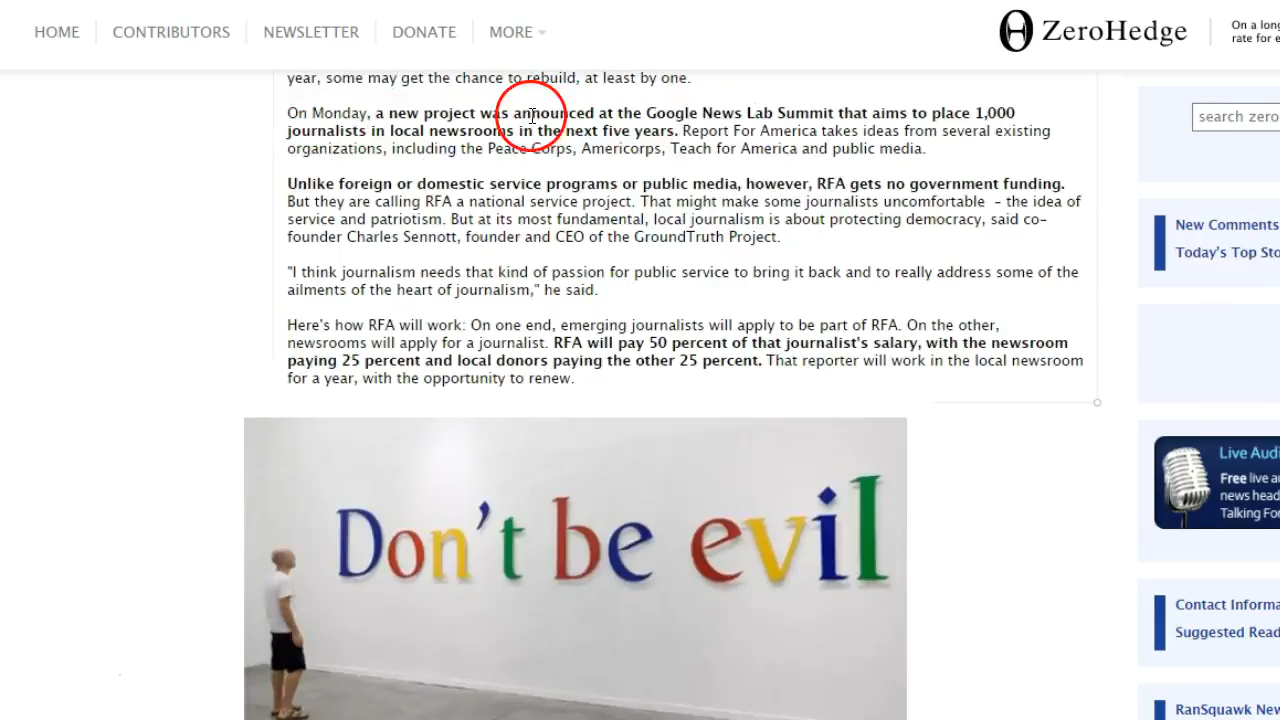 HOME
CONTRIBUTORS
NEWSLETTER
DONATE
MORE
ZeroHedge
On a long
rate for e
year, some may get the chance to rebuild, at least by one.
On Monday, a new project was announced at the Google News Lab Summit that aims to place 1,000
journalists in local newsrooms in the next five years. Report For America takes ideas from several existing
organizations, including the Peace Corps, Americorps, Teach for America and public media.
Unlike foreign or domestic service programs or public media, however, RFA gets no government funding.
But they are calling RFA a national service project. That might make some journalists uncomfortable – the idea of
service and patriotism. But at its most fundamental, local journalism is about protecting democracy, said co-
founder Charles Sennott, founder and CEO of the GroundTruth Project.
"I think journalism needs that kind of passion for public service to bring it back and to really address some of the
ailments of the heart of journalism," he said.
Here's how RFA will work: On one end, emerging journalists will apply to be part of RFA. On the other,
newsrooms will apply for a journalist. RFA will pay 50 percent of that journalist's salary, with the newsroom
paying 25 percent and local donors paying the other 25 percent. That reporter will work in the local newsroom
for a year, with the opportunity to renew.
Don't be evil
search zero
New Comments
Today's Top Sto
Live Audi
Free live au
news head
Talking For
Contact Informa
Suggested Read
RanSquawk New